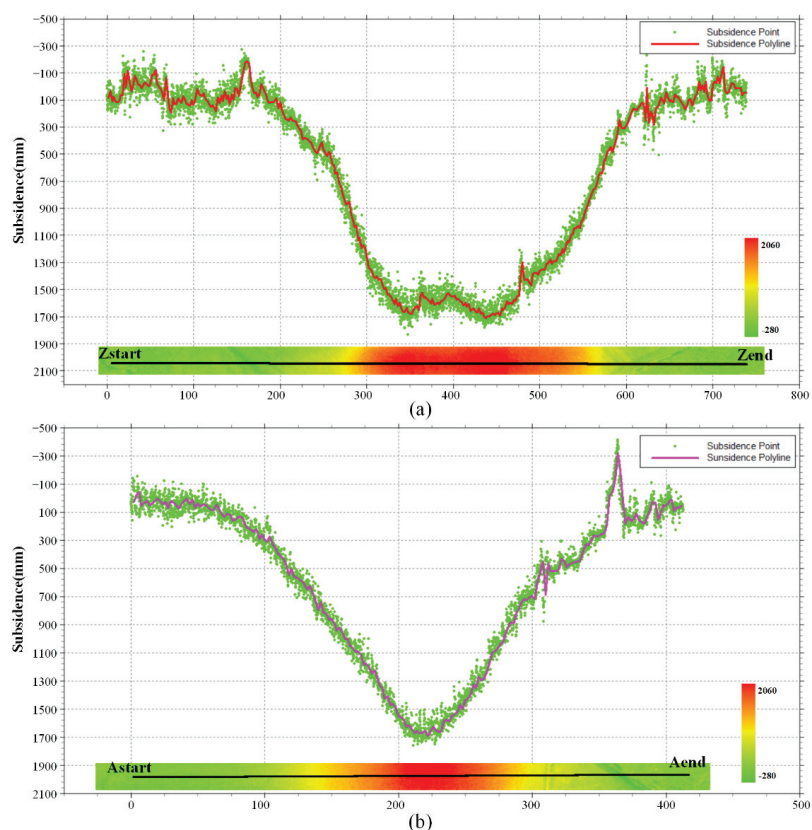 −500
−300
−100
100
300
500
700
900
1100
1300
1500
1700
1900
2100
Subsidence(mm)
Subsidence Point
Subsidence Polyline
2060
-280
Zstart
Zend
0 100 200 300 400 500 600 700 800
(a)
−500
−300
−100
100
300
500
700
900
1100
1300
1500
1700
1900
2100
Subsidence(mm)
Subsidence Point
Sunsidence Polyline
2060
-280
Astart
Aend
0 100 200 300 400 500
(b)